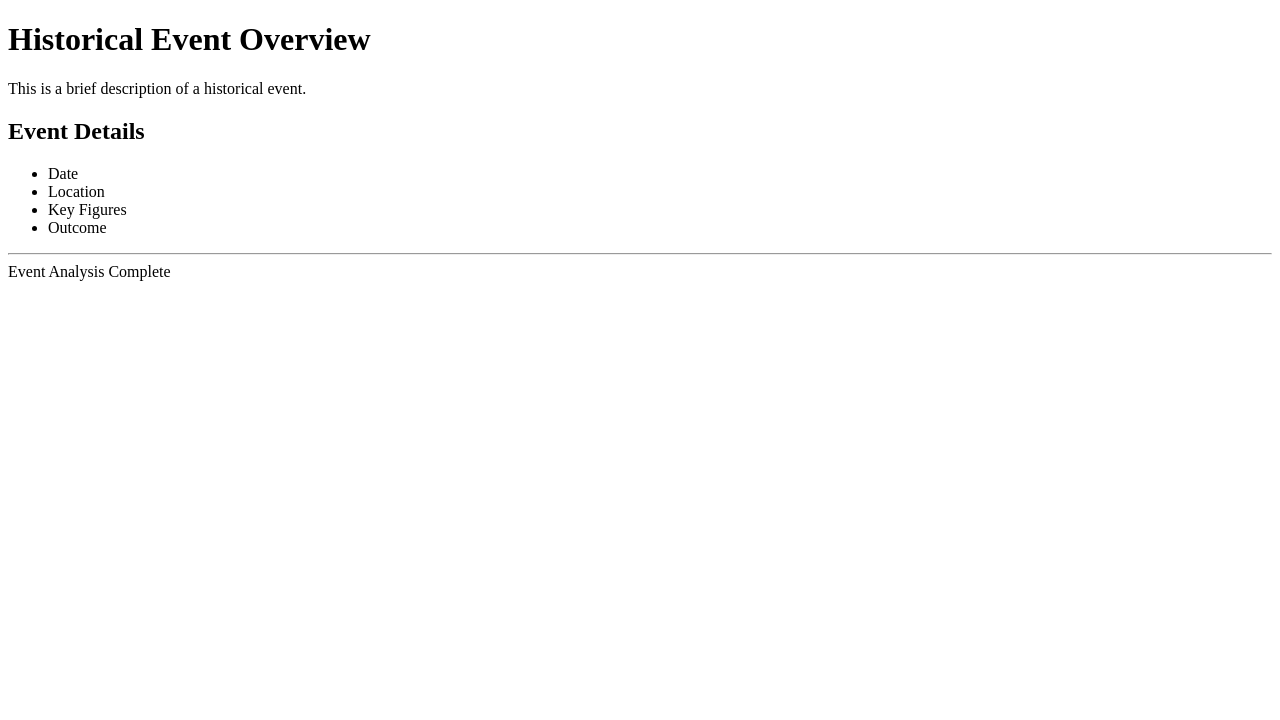 Historical Event Overview
This is a brief description of a historical event.
Event Details
Date
Location
Key Figures
Outcome
Event Analysis Complete